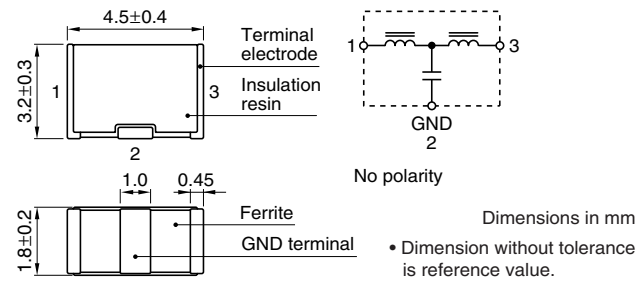 4.5±0.4
3.2±0.3
1
3
2
Terminal
electrode
Insulation
resin
1
3
GND
2
No polarity
1.0
0.45
1.8±0.2
Ferrite
GND terminal
Dimensions in mm
• Dimension without tolerance
is reference value.